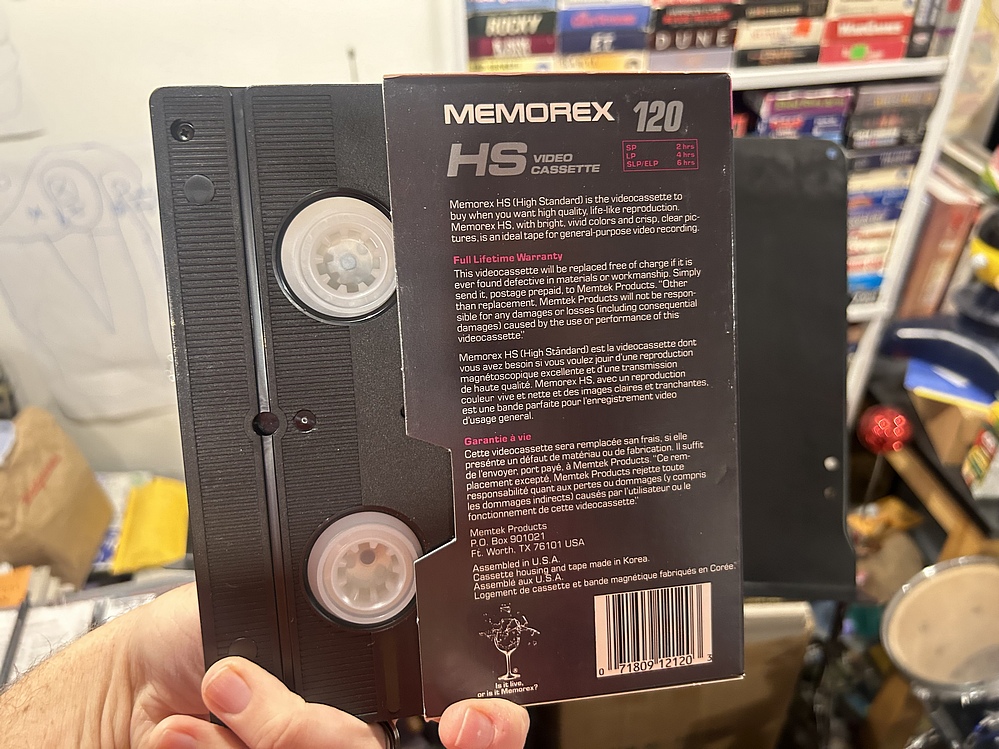 ROCKY
ET
DUNE
MEMOREX 120
HS VIDEO
CASSETTE
SP 2 hrs
LP 4 hrs
SLP/ELP 6 hrs
Memorex HS (High Standard) is the videocassette to
buy when you want high quality, life-like reproduction.
Memorex HS, with bright, vivid colors and crisp, clear pic-
tures, is an ideal tape for general-purpose video recording.
Full Lifetime Warranty
This videocassette will be replaced free of charge if it is
ever found defective in materials or workmanship. Simply
send it, postage prepaid, to Memtek Products. "Other
than replacement, Memtek Products will not be respon-
sible for any damages or losses (including consequential
damages) caused by the use or performance of this
videocassette."
Memorex HS (High Ständard) est la videocassette dont
vous avez besoin si vous voulez jouir d'une reproduction
magnétoscopique excellente et d'une transmission
de haute qualité. Memorex HS, avec un reproduction
couleur vive et nette et des images claires et tranchantes,
est une bande parfaite pour l'enregistrement video
d'usage general.
Garantie à vie
Cette videocassette sera remplacée san frais, si elle
présente un défaut de matériau ou de fabrication. Il suffit
de l'envoyer, port payé, à Memtek Products. "Ce rem-
placement excepté, Memtek Products rejette toute
responsabilité quant aux pertes ou dommages (y compris
les dommages indirects) causés par l'utilisateur ou le
fonctionnement de cette videocassette."
Memtek Products
P.O. Box 901021
Ft. Worth, TX 76101 USA
Assembled in U.S.A.
Cassette housing and tape made in Korea.
Assemblé aux U.S.A.
Logement de cassette et bande magnétique fabriqués en Corée.
Is it live,
or is it Memorex?
0 71809 12120 3